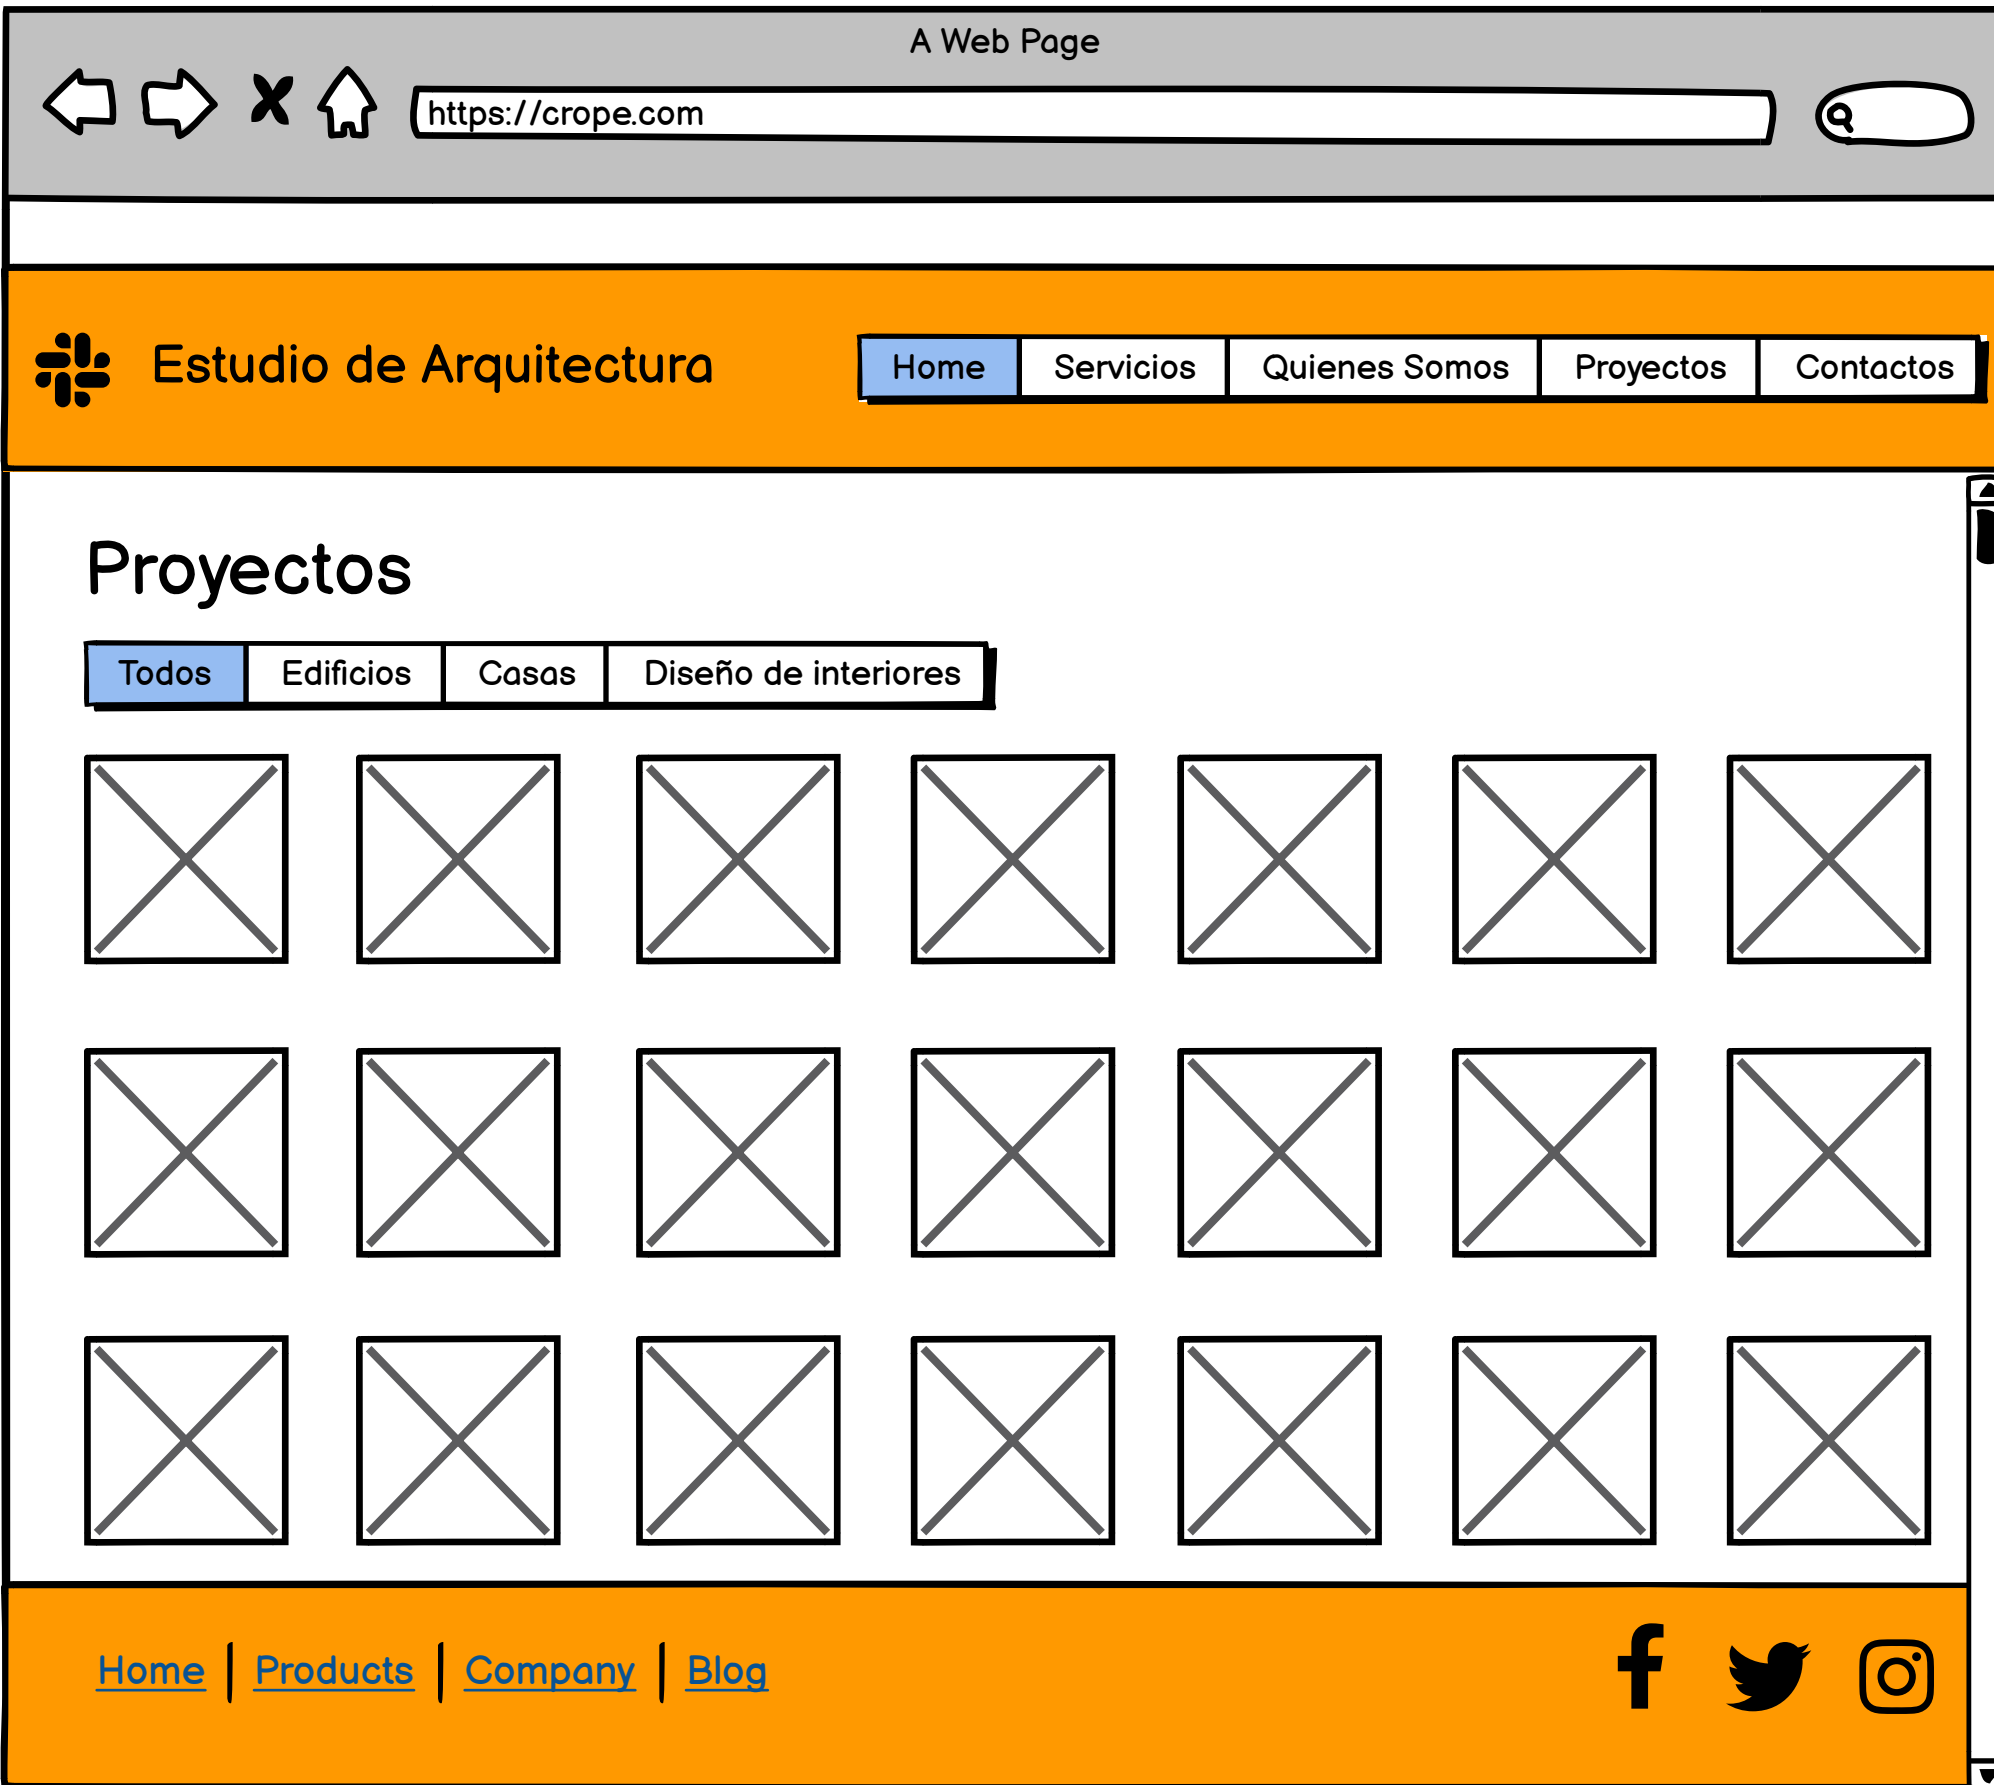 A Web Page
https://crope.com
Estudio de Arquitectura
Home Servicios Quienes Somos Proyectos Contactos
Proyectos
Todos Edificios Casas Diseño de interiores
Home Products Company Blog